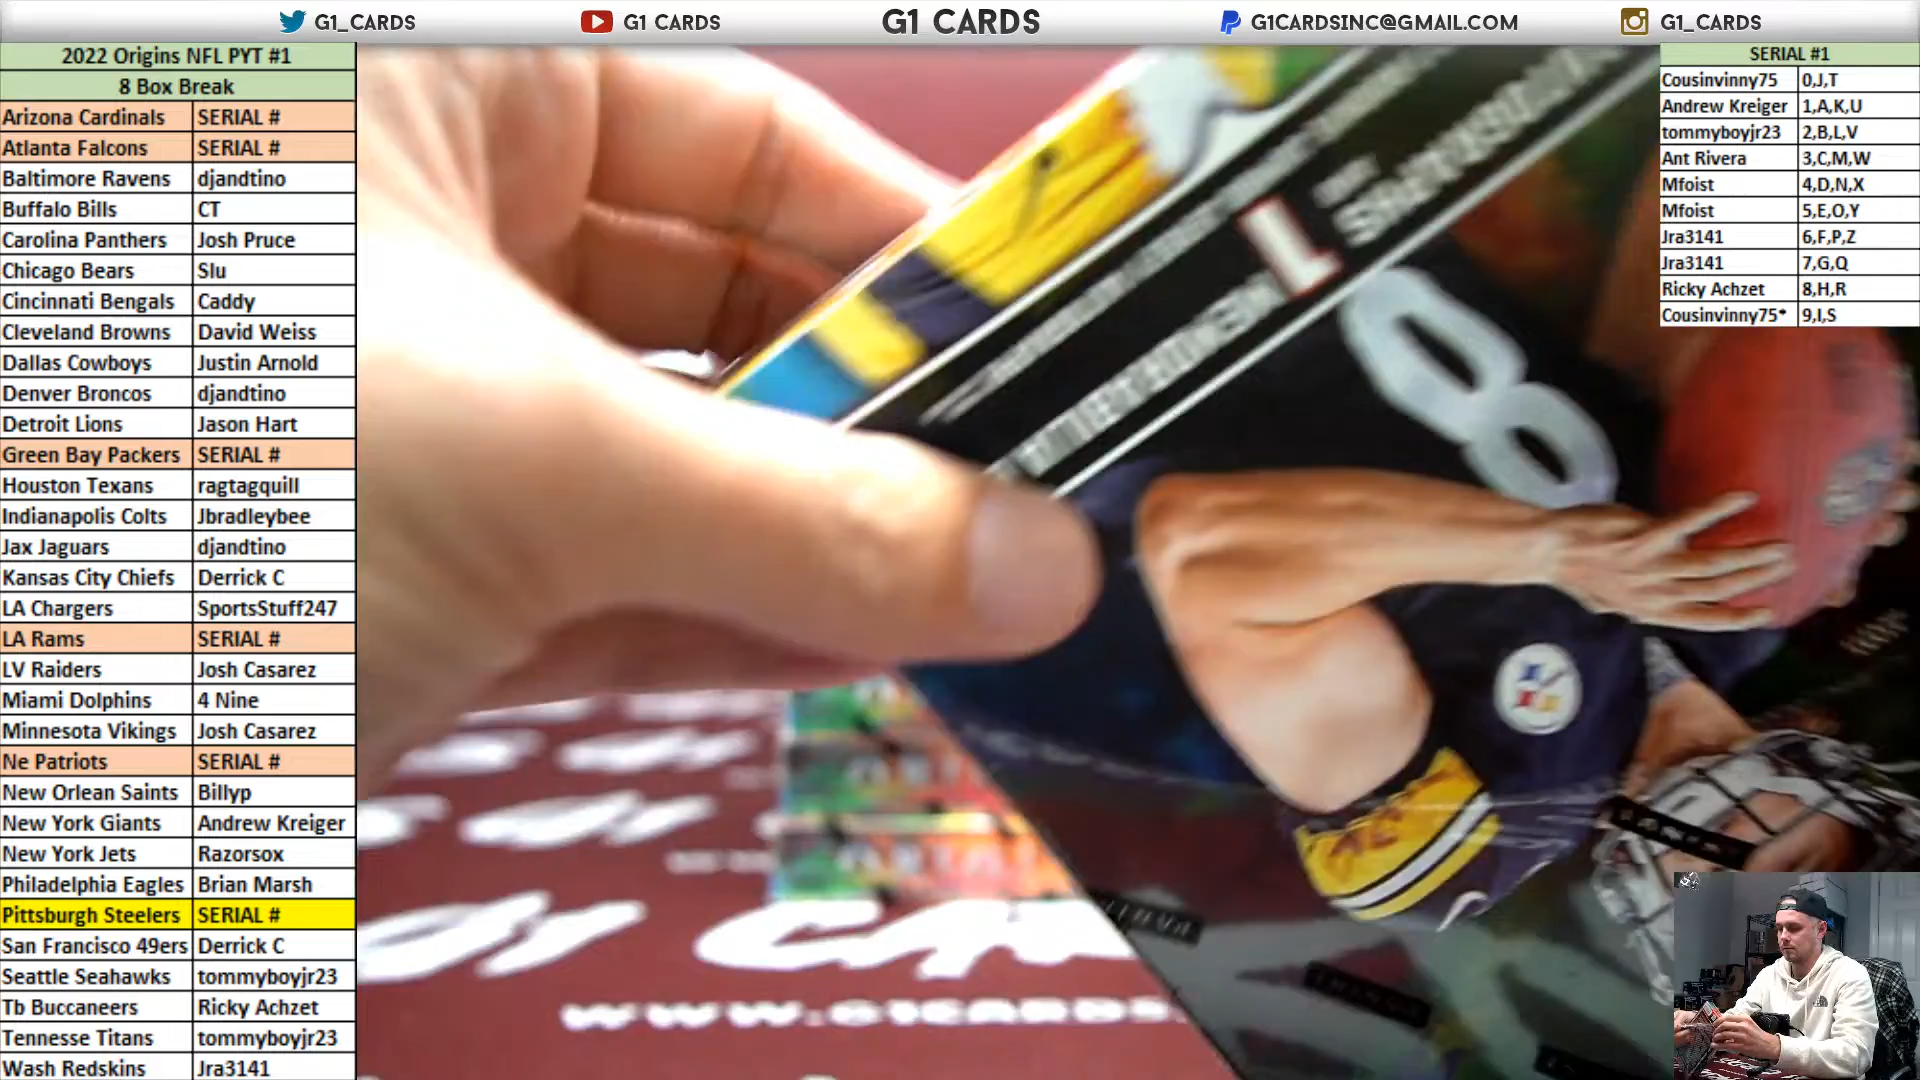 G1_CARDS
G1 CARDS
G1 CARDS
G1CARDSINC@GMAIL.COM
G1_CARDS
2022 Origins NFL PYT #1
8 Box Break
Arizona Cardinals SERIAL #
Atlanta Falcons SERIAL #
Baltimore Ravens djandtino
Buffalo Bills CT
Carolina Panthers Josh Pruce
Chicago Bears Slu
Cincinnati Bengals Caddy
Cleveland Browns David Weiss
Dallas Cowboys Justin Arnold
Denver Broncos djandtino
Detroit Lions Jason Hart
Green Bay Packers SERIAL #
Houston Texans ragtagquill
Indianapolis Colts Jbradleybee
Jax Jaguars djandtino
Kansas City Chiefs Derrick C
LA Chargers SportsStuff247
LA Rams SERIAL #
LV Raiders Josh Casarez
Miami Dolphins 4 Nine
Minnesota Vikings Josh Casarez
Ne Patriots SERIAL #
New Orlean Saints Billyp
New York Giants Andrew Kreiger
New York Jets Razorsox
Philadelphia Eagles Brian Marsh
Pittsburgh Steelers SERIAL #
San Francisco 49ers Derrick C
Seattle Seahawks tommyboyjr23
Tb Buccaneers Ricky Achzet
Tennesse Titans tommyboyjr23
Wash Redskins Jra3141
SERIAL #1
Cousinvinny75 0,J,T
Andrew Kreiger 1,A,K,U
tommyboyjr23 2,B,L,V
Ant Rivera 3,C,M,W
Mfoist 4,D,N,X
Mfoist 5,E,O,Y
Jra3141 6,F,P,Z
Jra3141 7,G,Q
Ricky Achzet 8,H,R
Cousinvinny75* 9,I,S
1
8
WWW.G1CARDS.